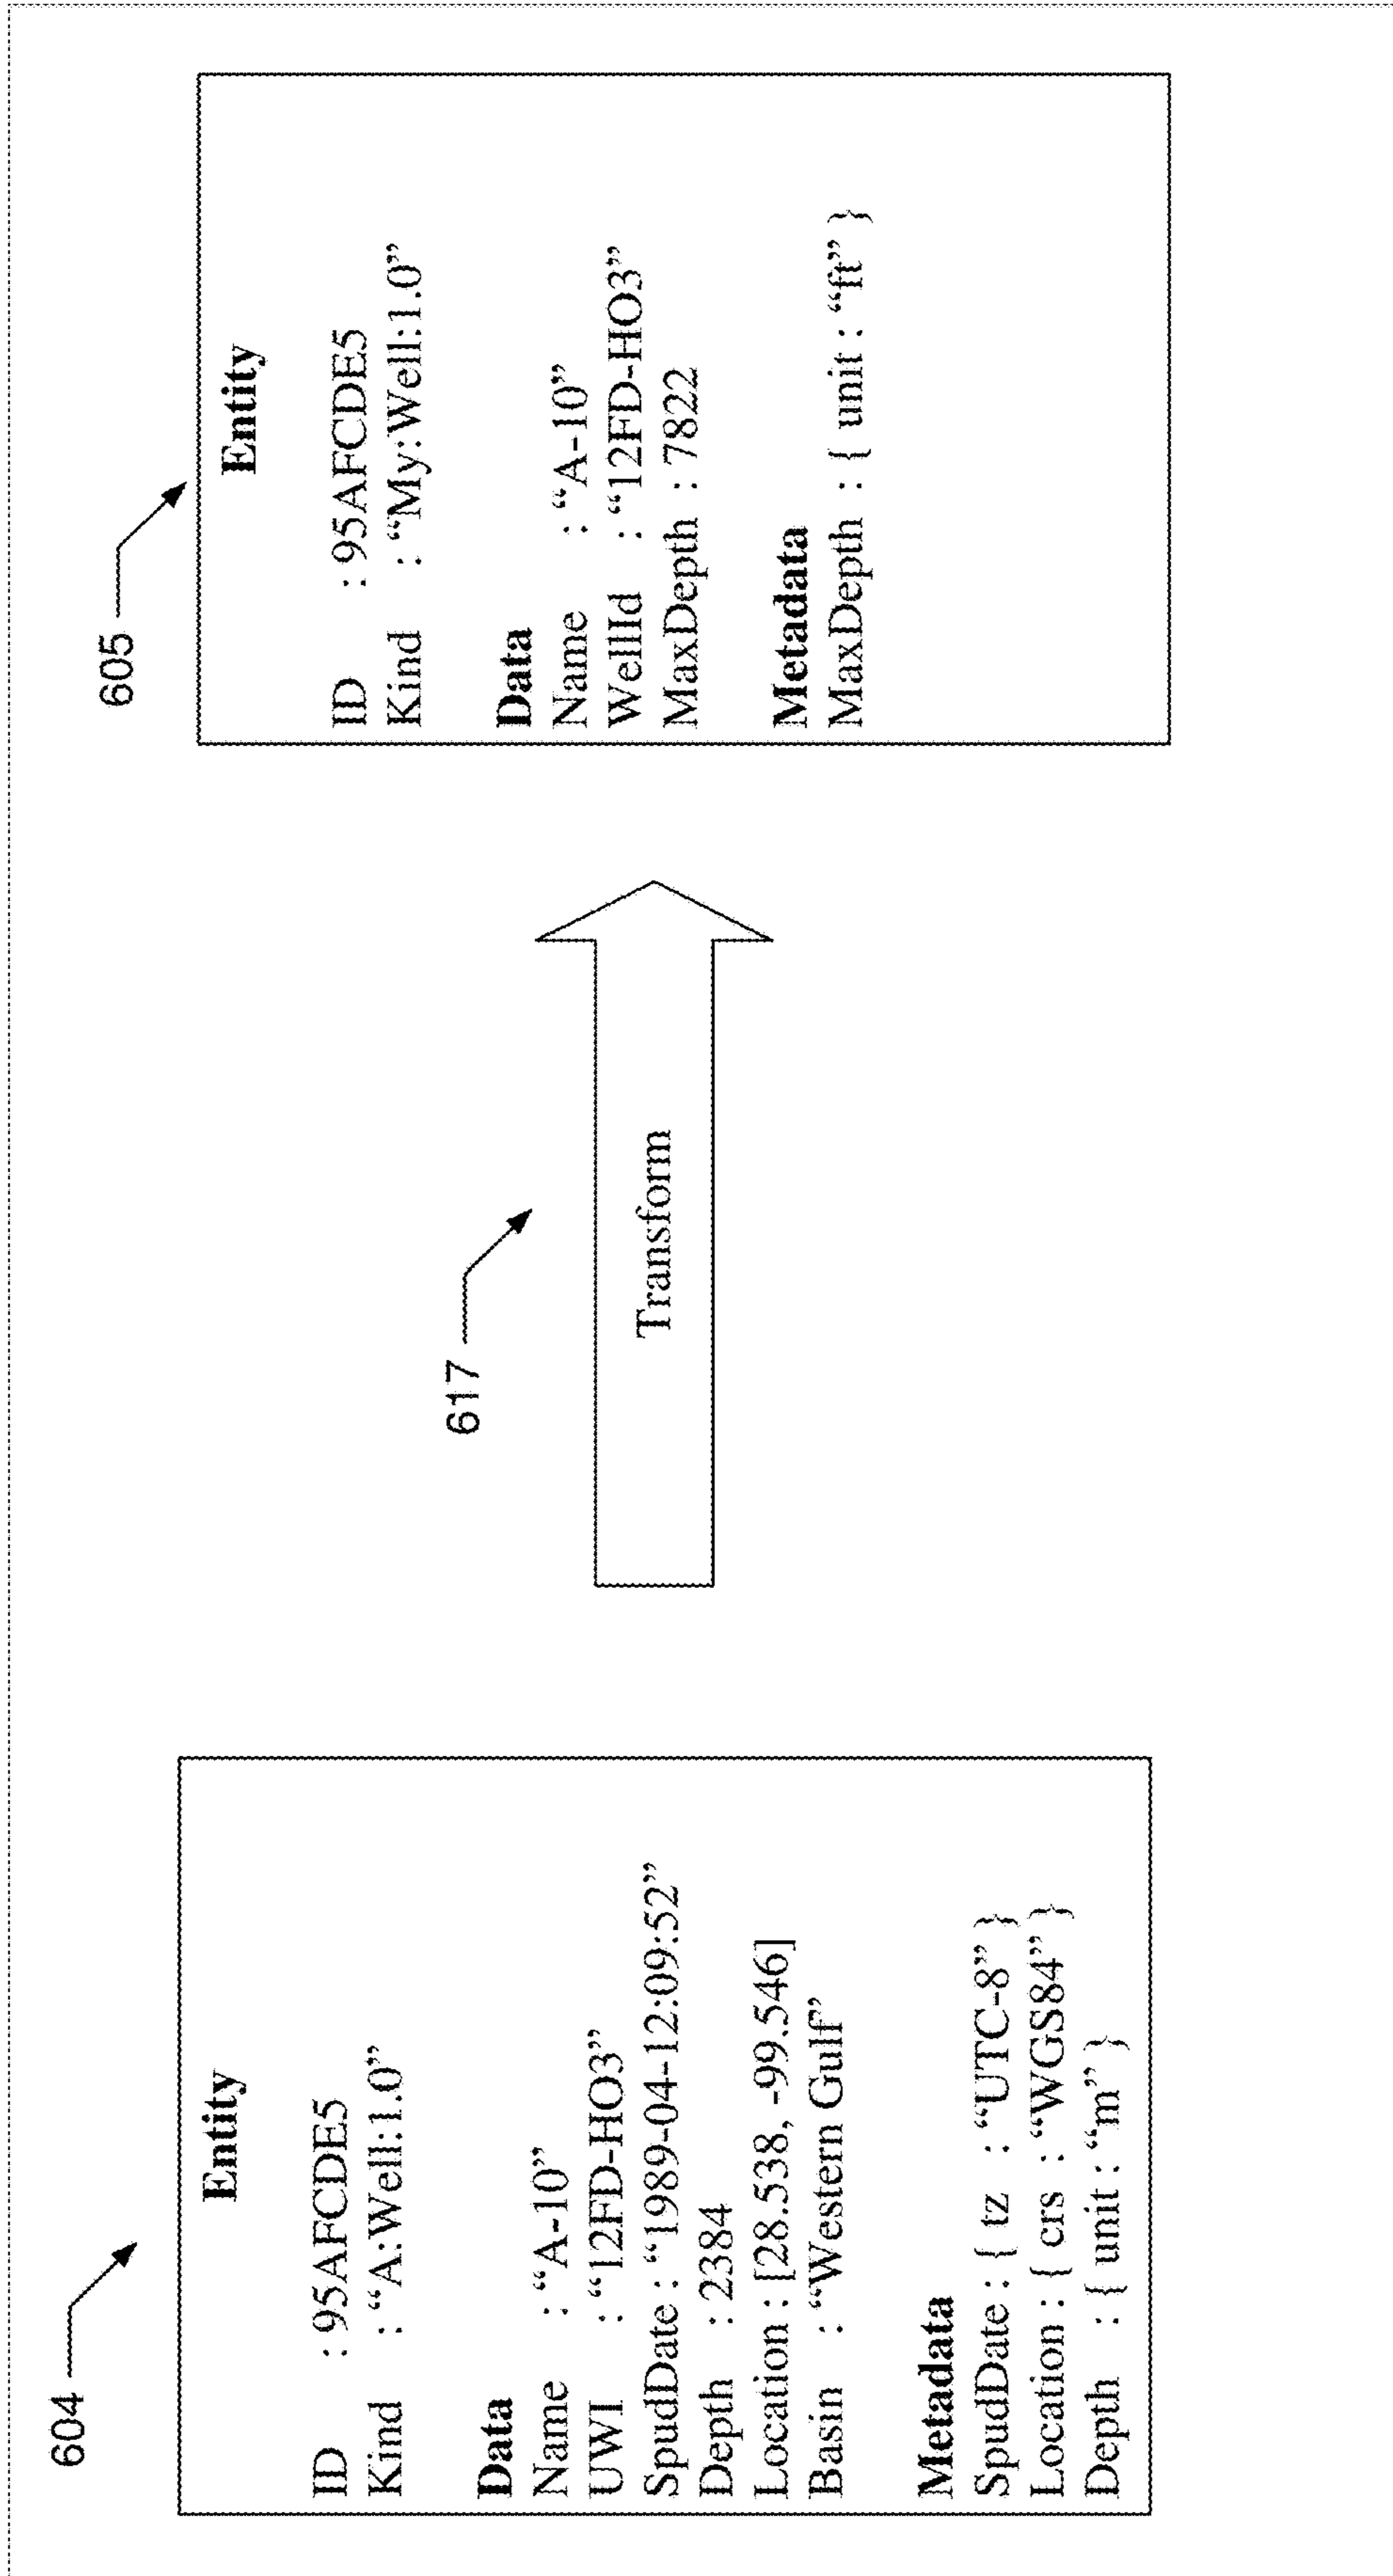 604
Entity
ID : 95AFCDE5
Kind : “A:Well:1.0”
Data
Name : “A-10”
UWI : “12FD-HO3”
SpudDate : “1989-04-12:09:52”
Depth : 2384
Location : [28.538, -99.546]
Basin : “Western Gulf”
Metadata
SpudDate : { tz : “UTC-8” }
Location : { crs : “WGS84” }
Depth : { unit : “m” }
617
Transform
605
Entity
ID : 95AFCDE5
Kind : “My:Well:1.0”
Data
Name : “A-10”
WellId : “12FD-HO3”
MaxDepth : 7822
Metadata
MaxDepth : { unit : “ft” }